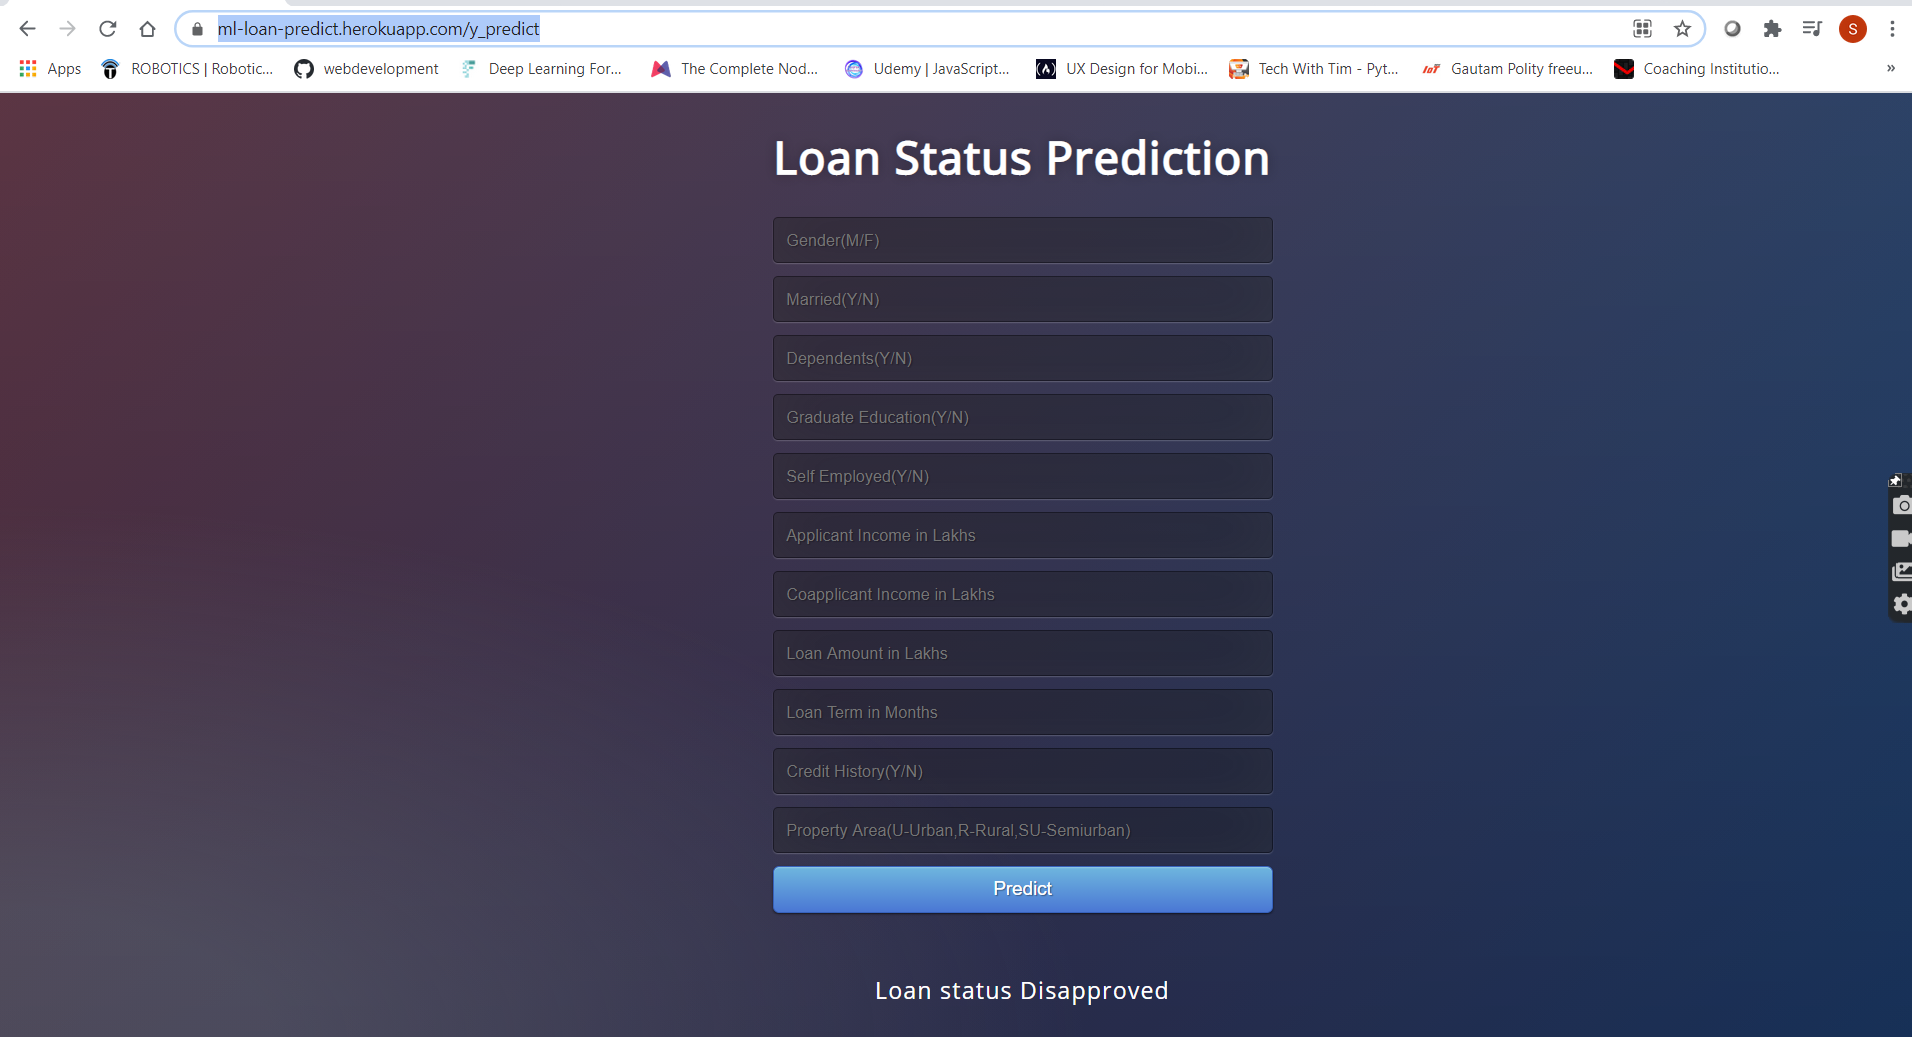 ml-loan-predict.herokuapp.com/y_predict
S
Apps ROBOTICS | Robotic... webdevelopment Deep Learning For... The Complete Nod... Udemy | JavaScript... UX Design for Mobi... Tech With Tim - Pyt... IoT Gautam Polity freeu... Coaching Institutio... »
Loan Status Prediction
Gender(M/F)
Married(Y/N)
Dependents(Y/N)
Graduate Education(Y/N)
Self Employed(Y/N)
Applicant Income in Lakhs
Coapplicant Income in Lakhs
Loan Amount in Lakhs
Loan Term in Months
Credit History(Y/N)
Property Area(U-Urban,R-Rural,SU-Semiurban)
Predict
Loan status Disapproved